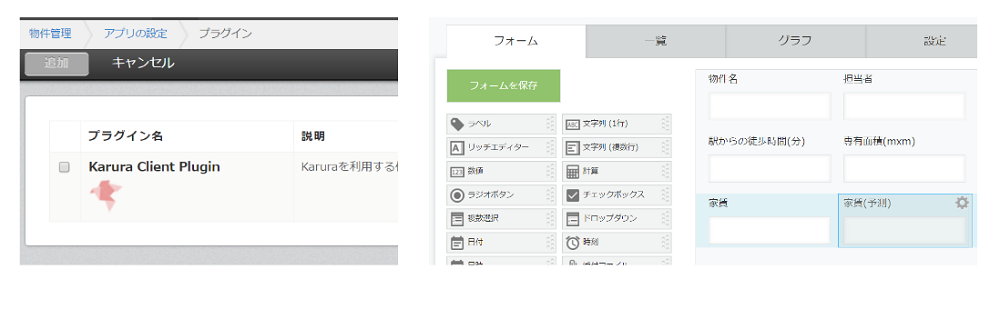 物件管理 アプリの設定 プラグイン
追加 キャンセル
プラグイン名 説明
Karura Client Plugin Karuraを利用する
フォーム 一覧 グラフ 設定
フォームを保存
ラベル 文字列 (1行)
リッチエディター 文字列 (複数行)
数値 計算
ラジオボタン チェックボックス
複数選択 ドロップダウン
日付 時刻
物件名 担当者
駅からの徒歩時間(分) 専有面積(mxm)
家賃 家賃(予測)